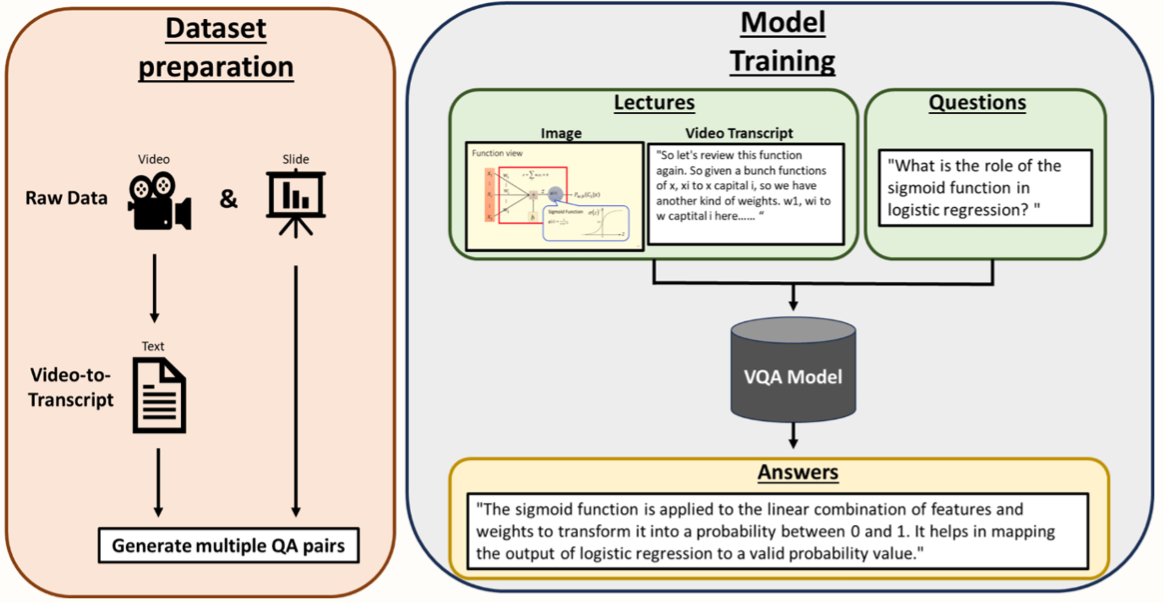 Dataset
preparation
Video
Slide
Raw Data
&
Text
Video-to-
Transcript
Generate multiple QA pairs
Model
Training
Lectures
Image
Function view
Sigmoid Function
Video Transcript
"So let's review this function
again. So given a bunch functions
of x, xi to x capital i, so we have
another kind of weights. w1, wi to
w captital i here…… “
Questions
"What is the role of the
sigmoid function in
logistic regression? "
VQA Model
Answers
"The sigmoid function is applied to the linear combination of features and
weights to transform it into a probability between 0 and 1. It helps in mapping
the output of logistic regression to a valid probability value."